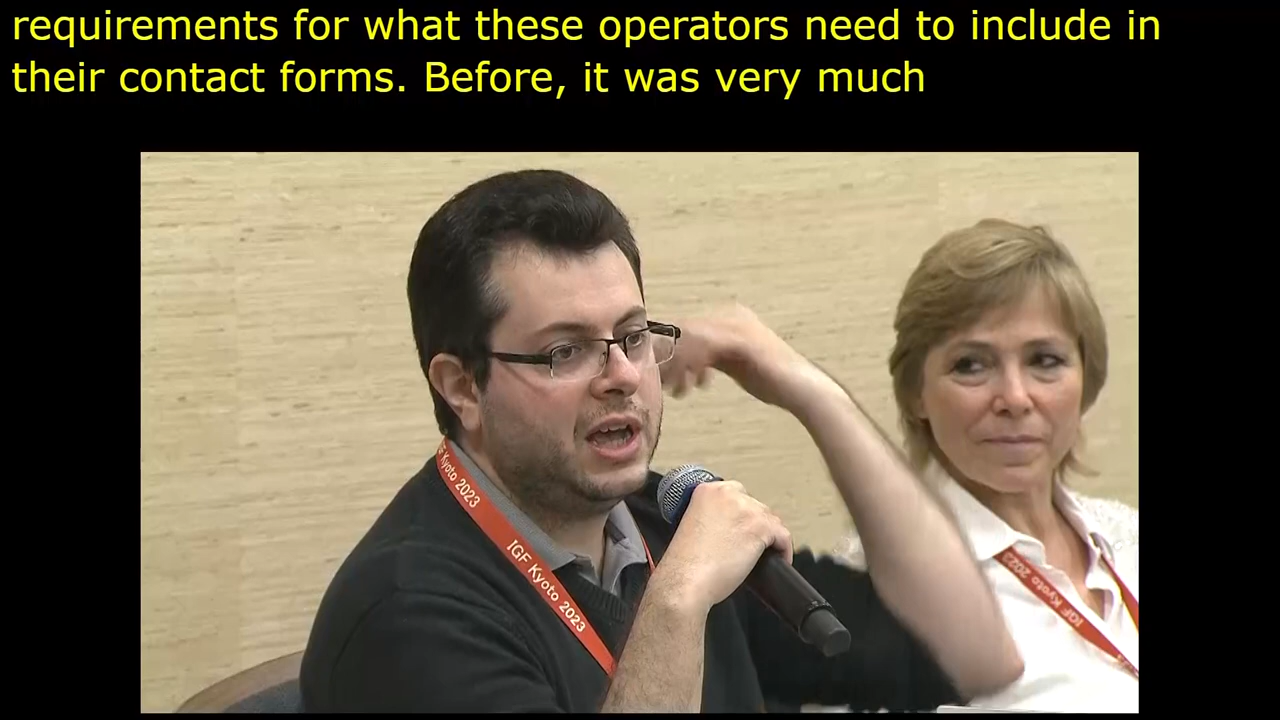 requirements for what these operators need to include in
their contact forms. Before, it was very much
Kyoto 2023
IGF Kyoto 2023
IGF Kyoto 2023